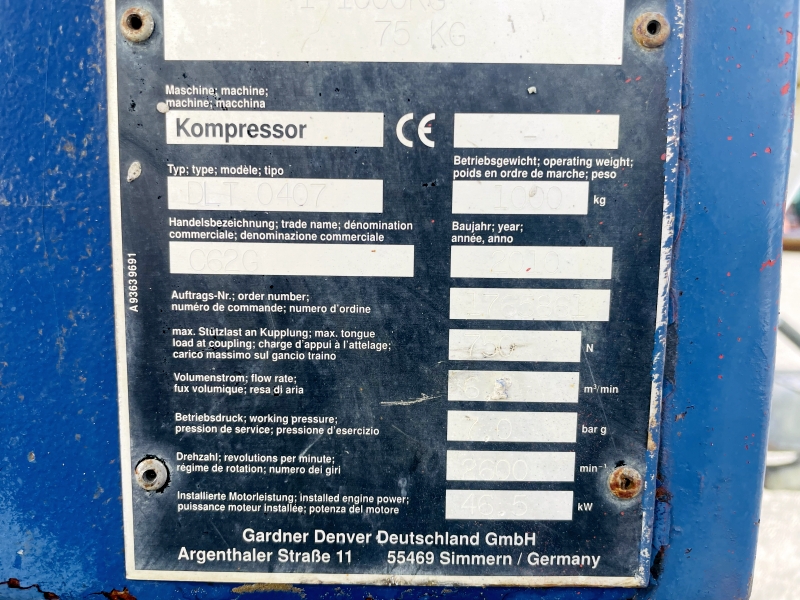 75 KG
Maschine; machine;
machine; macchina
Kompressor
CE
-
Typ: type; modèle; tipo
DLT 0407
Betriebsgewicht; operating weight;
poids en ordre de marche; peso
kg
Handelsbezeichnung; trade name; dénomination
commerciale; denominazione commerciale
C62G
Baujahr; year;
année, anno
A93639691
Auftrags-Nr.; order number;
numéro de commande; numero d'ordine
max. Stützlast an Kupplung; max. tongue
load at coupling; charge d'appui à l'attelage;
carico massimo sul gancio traino
N
Volumenstrom; flow rate;
fux volumique; resa di aria
m³/min
Betriebsdruck; working pressure;
pression de service; pressione d'esercizio
bar g
Drehzahl; revolutions per minute;
régime de rotation; numero dei giri
2600
min⁻¹
Installierte Motorleistung; installed engine power;
puissance moteur installée; potenza del motore
46.5
kW
Gardner Denver Deutschland GmbH
Argenthaler Straße 11 55469 Simmern / Germany